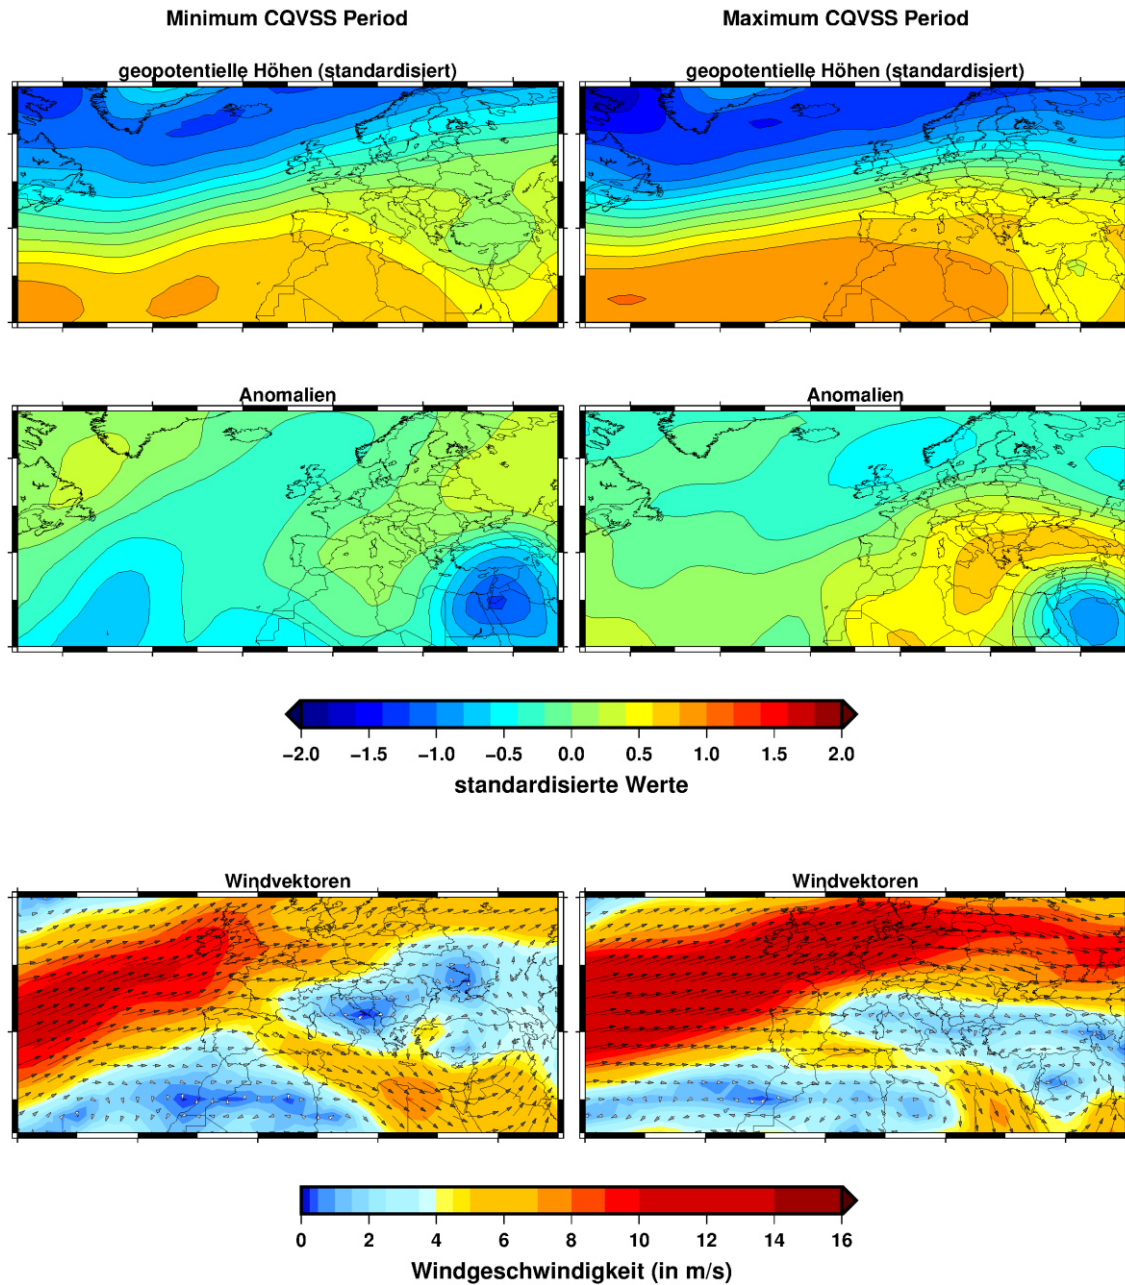 Minimum CQVSS Period Maximum CQVSS Period
geopotentielle Höhen (standardisiert) geopotentielle Höhen (standardisiert)
Anomalien Anomalien
−2.0 −1.5 −1.0 −0.5 0.0 0.5 1.0 1.5 2.0
standardisierte Werte
Windvektoren Windvektoren
0 2 4 6 8 10 12 14 16
Windgeschwindigkeit (in m/s)